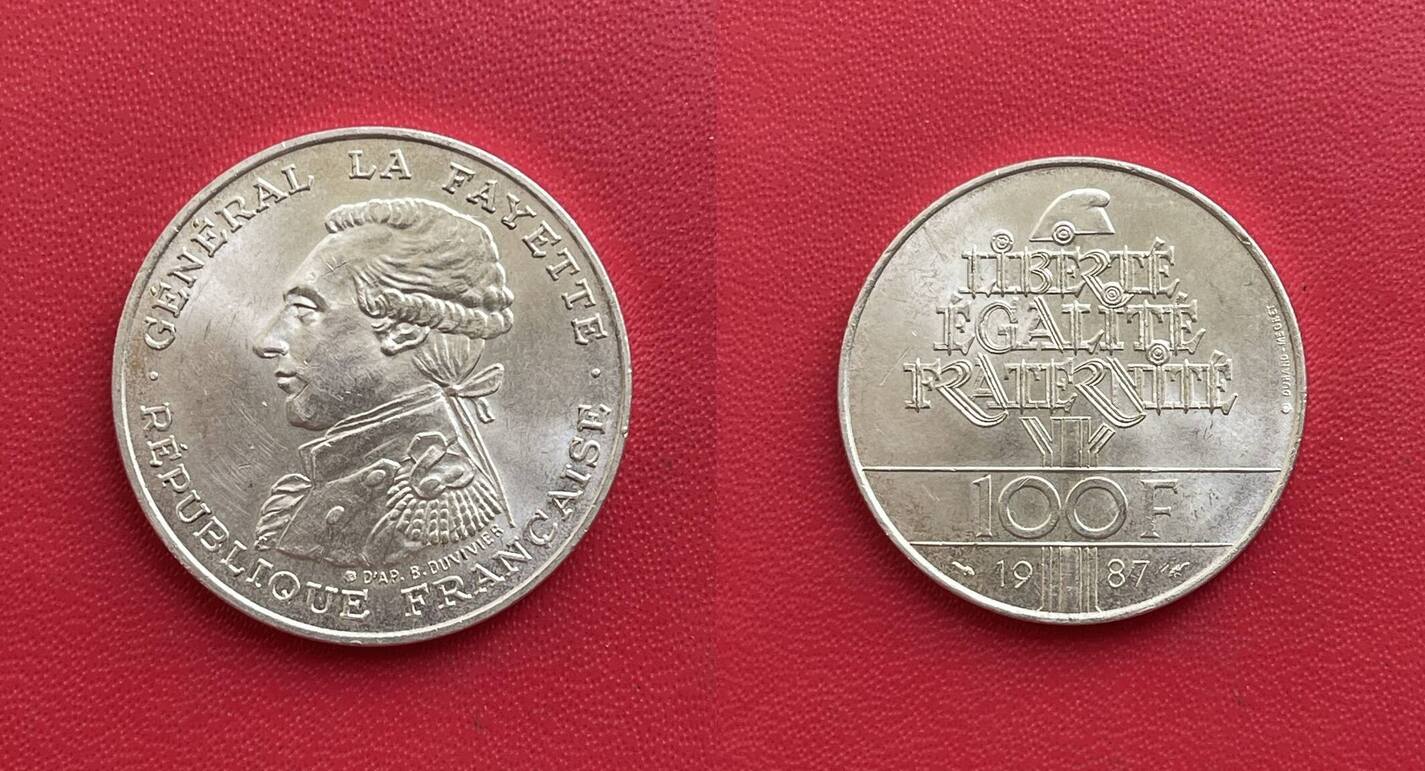 GÉNÉRAL LA FAYETTE
RÉPUBLIQUE FRANÇAISE
D'AP. B. DUVIVIER
LIBERTÉ
ÉGALITÉ
FRATERNITÉ
100 F
19 87